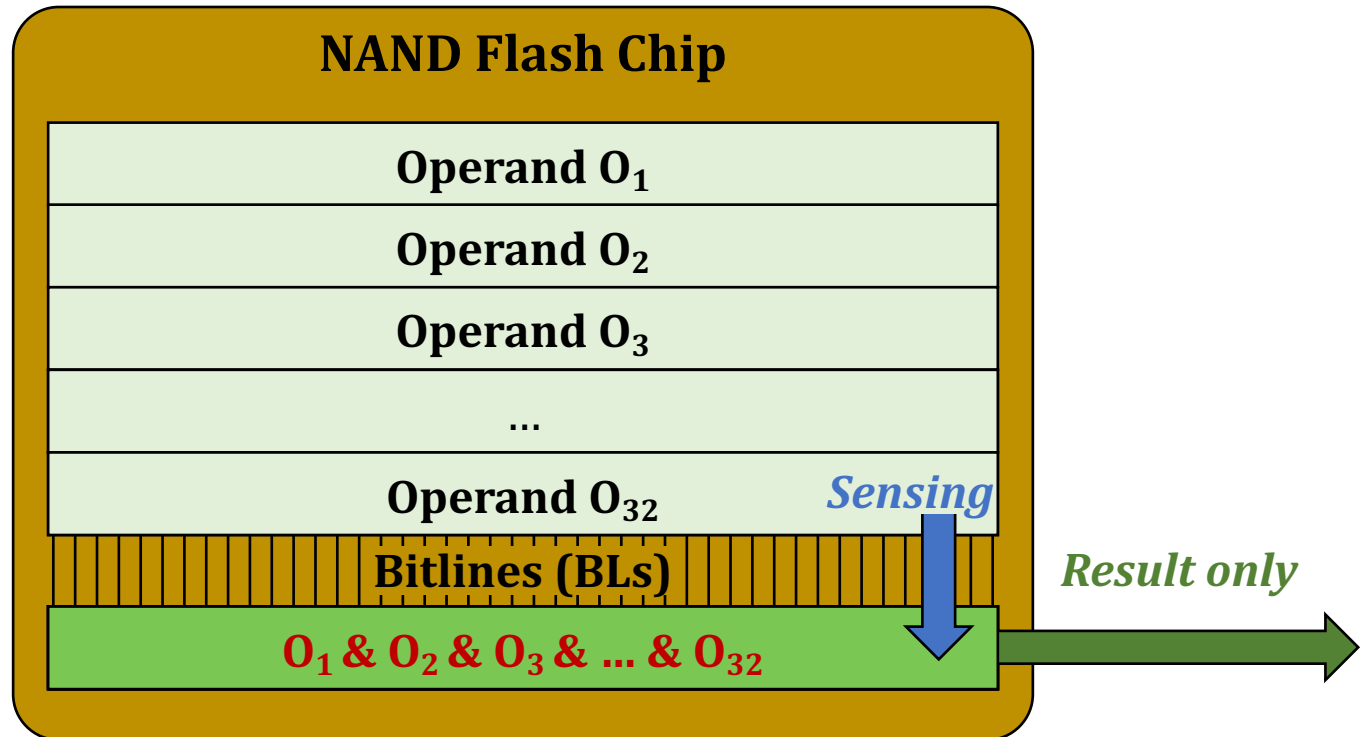 NAND Flash Chip
Operand O₁
Operand O₂
Operand O₃
...
Operand O₃₂
Sensing
Bitlines (BLs)
Result only
O₁ & O₂ & O₃ & ... & O₃₂